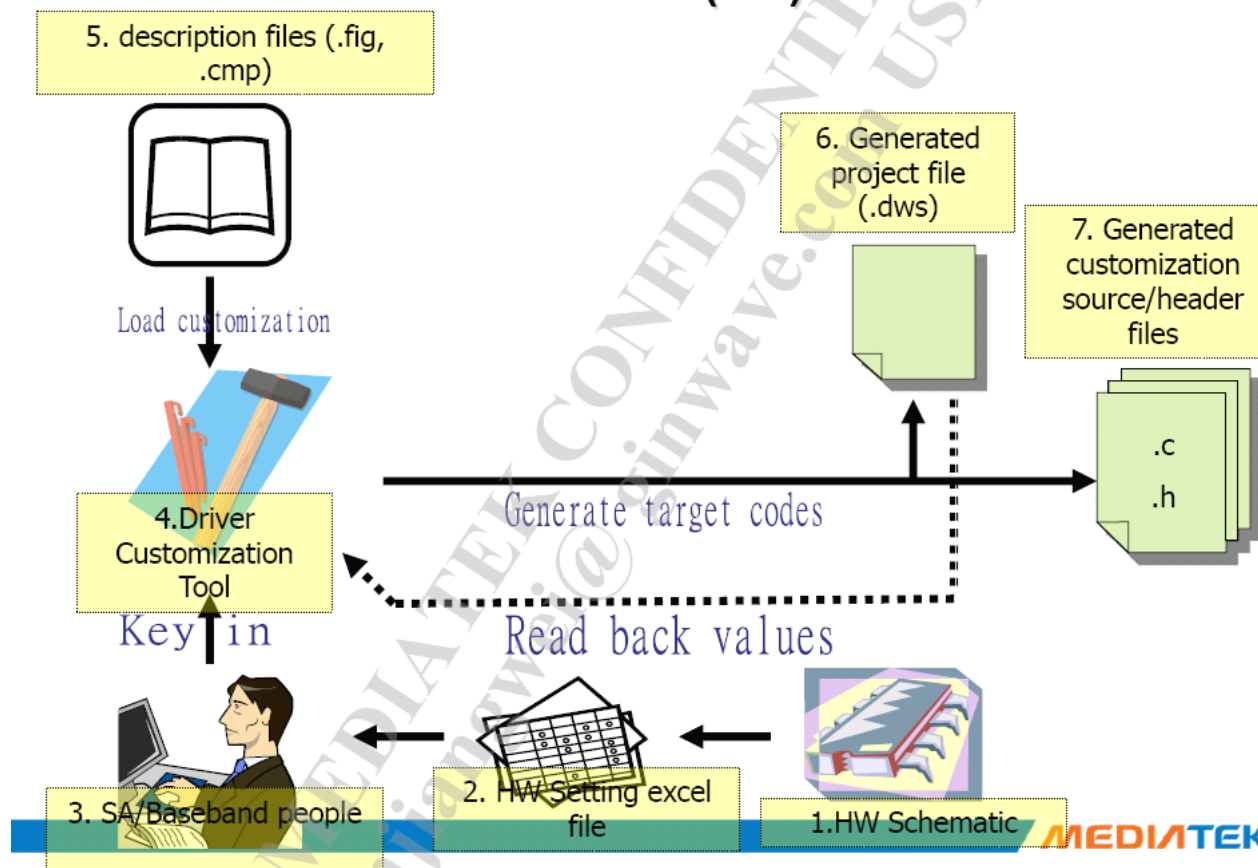 5. description files (.fig,
.cmp)
Load customization
6. Generated
project file
(.dws)
7. Generated
customization
source/header
files
.c
.h
4.Driver
Customization
Tool
Generate target codes
Key in
Read back values
3. SA/Baseband people
2. HW Setting excel
file
1.HW Schematic
MEDIATEK
MEDIATEK CONFIDENTI